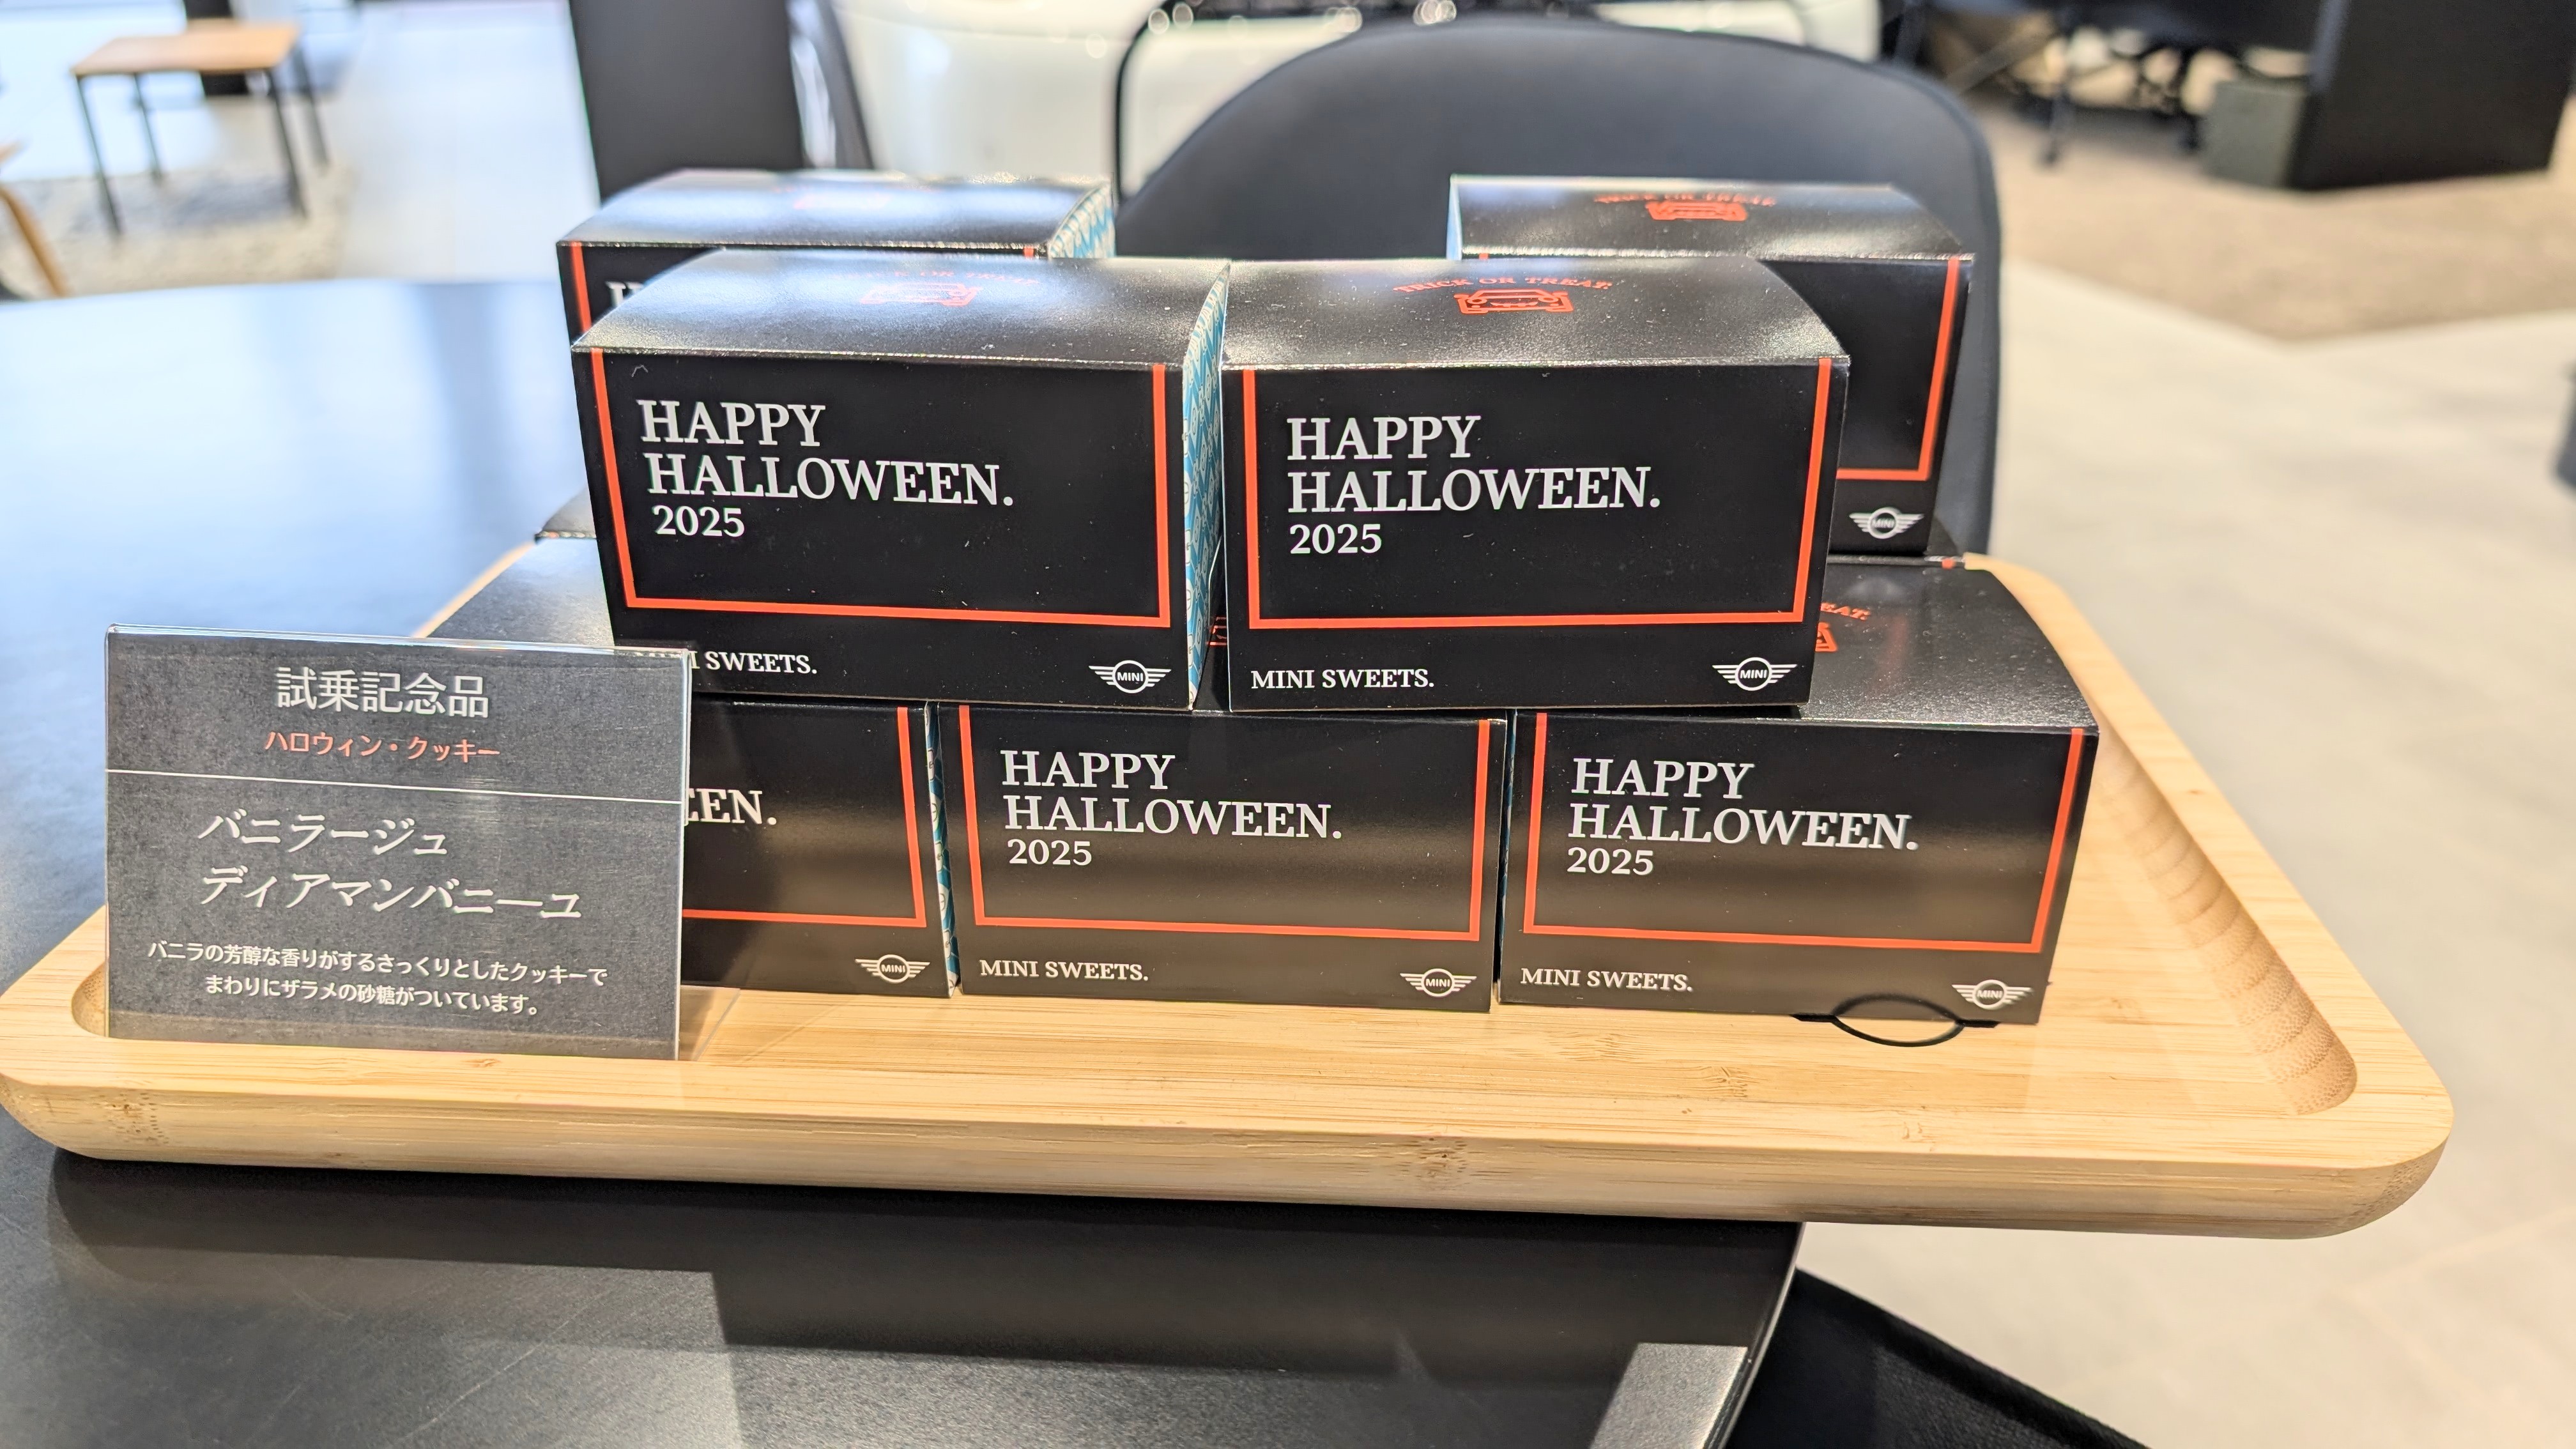 TRICK OR TREAT.
TRICK OR TREAT.
HAPPY
HALLOWEEN.
2025
MINI SWEETS.
MINI
HAPPY
HALLOWEEN.
2025
MINI SWEETS.
MINI
MINI
試乗記念品
ハロウィン・クッキー
バニラージュ
ディアマンバニーユ
バニラの芳醇な香りがするさっくりとしたクッキーで
まわりにザラメの砂糖がついています。
EEN.
MINI
HAPPY
HALLOWEEN.
2025
MINI SWEETS.
MINI
HAPPY
HALLOWEEN.
2025
MINI SWEETS.
MINI